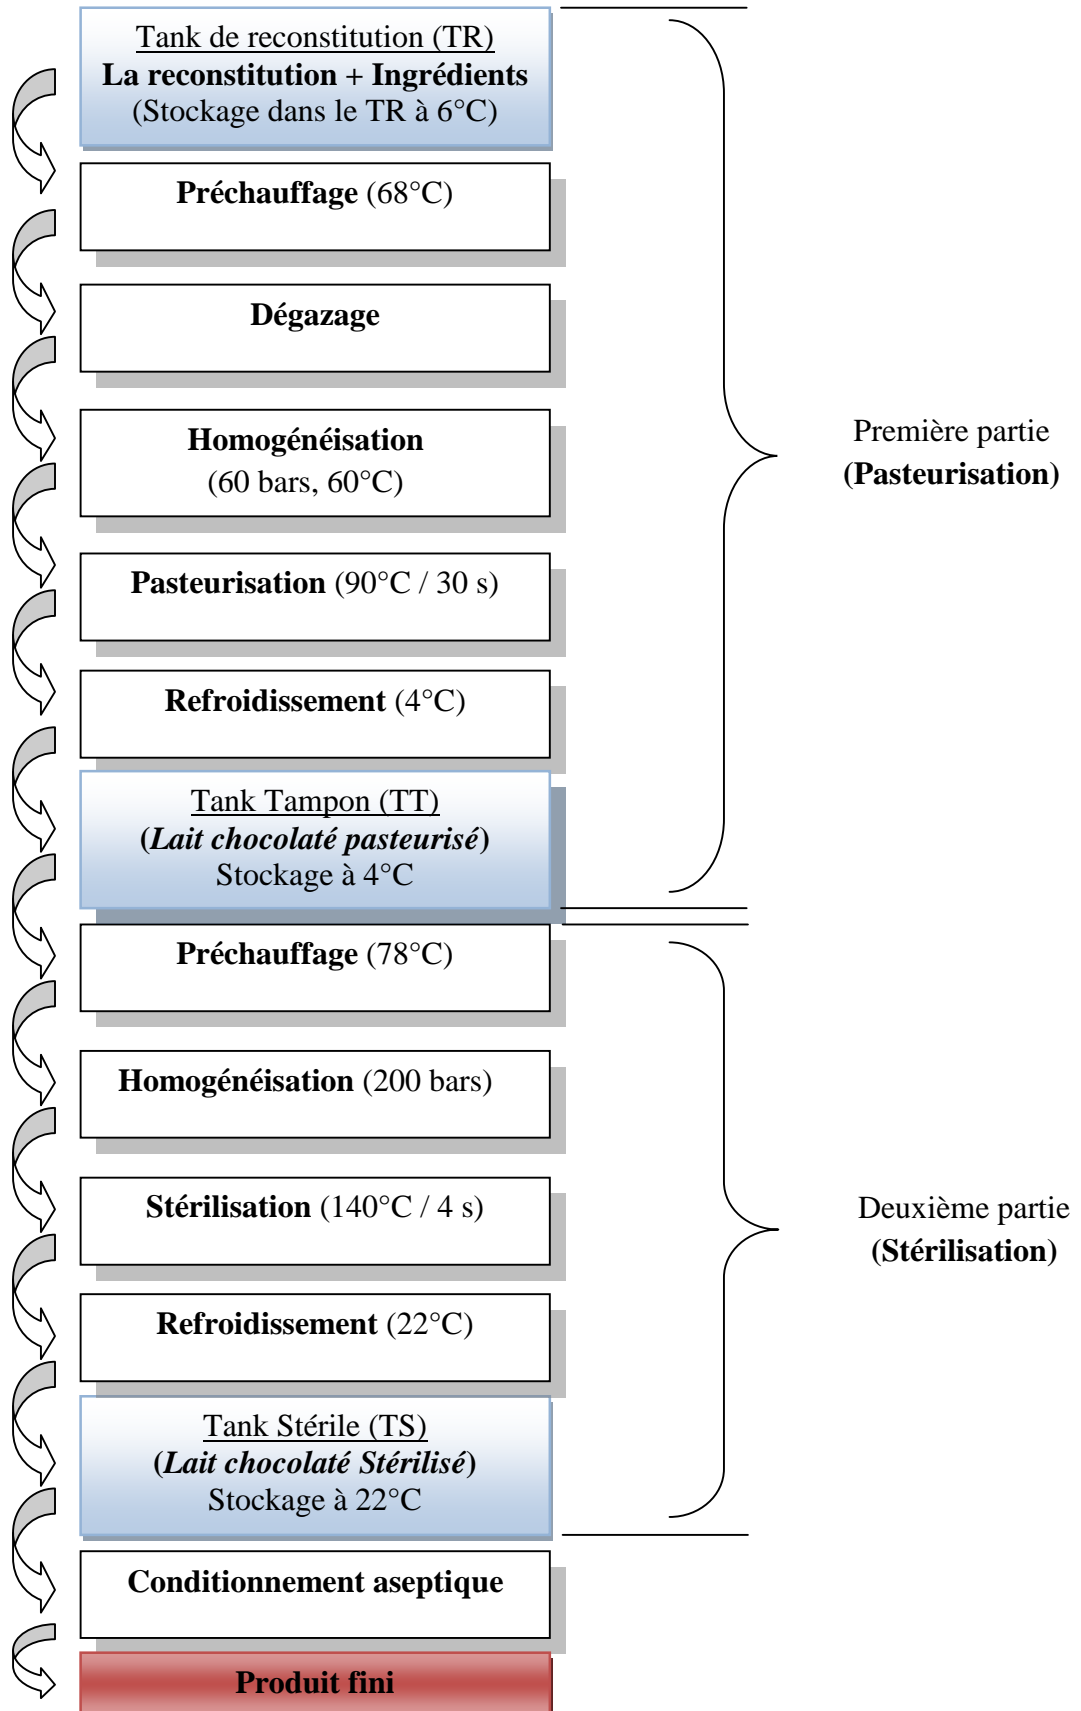 Tank de reconstitution (TR)
La reconstitution + Ingrédients
(Stockage dans le TR à 6°C)
Préchauffage (68°C)
Dégazage
Homogénéisation
(60 bars, 60°C)
Pasteurisation (90°C / 30 s)
Refroidissement (4°C)
Tank Tampon (TT)
(Lait chocolaté pasteurisé)
Stockage à 4°C
Première partie
(Pasteurisation)
Préchauffage (78°C)
Homogénéisation (200 bars)
Stérilisation (140°C / 4 s)
Refroidissement (22°C)
Tank Stérile (TS)
(Lait chocolaté Stérilisé)
Stockage à 22°C
Deuxième partie
(Stérilisation)
Conditionnement aseptique
Produit fini